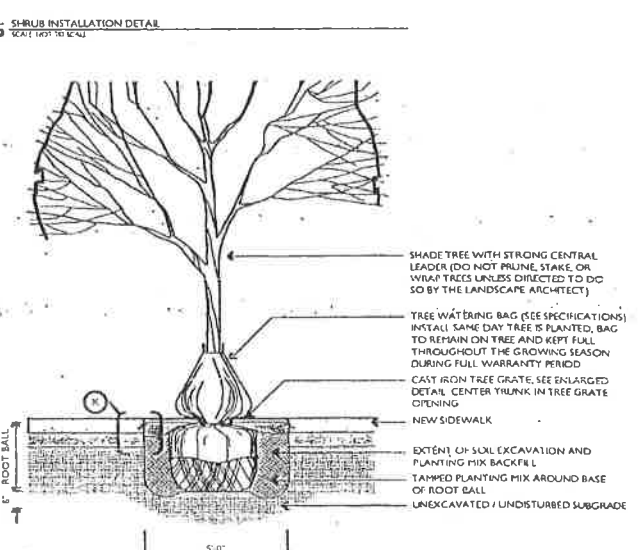 SHRUB INSTALLATION DETAIL
SCALE: NOT TO SCALE
SHADE TREE WITH STRONG CENTRAL
LEADER (DO NOT PRUNE, STAKE, OR
WRAP TREES UNLESS DIRECTED TO DO
SO BY THE LANDSCAPE ARCHITECT)
TREE WATERING BAG (SEE SPECIFICATIONS)
INSTALL SAME DAY TREE IS PLANTED, BAG
TO REMAIN ON TREE AND KEPT FULL
THROUGHOUT THE GROWING SEASON
DURING FULL WARRANTY PERIOD
CAST IRON TREE GRATE, SEE ENLARGED
DETAIL CENTER TRUNK IN TREE GRATE
OPENING
K
NEW SIDEWALK
EXTENT OF SOIL EXCAVATION AND
PLANTING MIX BACKFILL
TAMPED PLANTING MIX AROUND BASE
OF ROOT BALL
UNEXCAVATED / UNDISTURBED SUBGRADE
ROOT BALL
6"
5'-0"